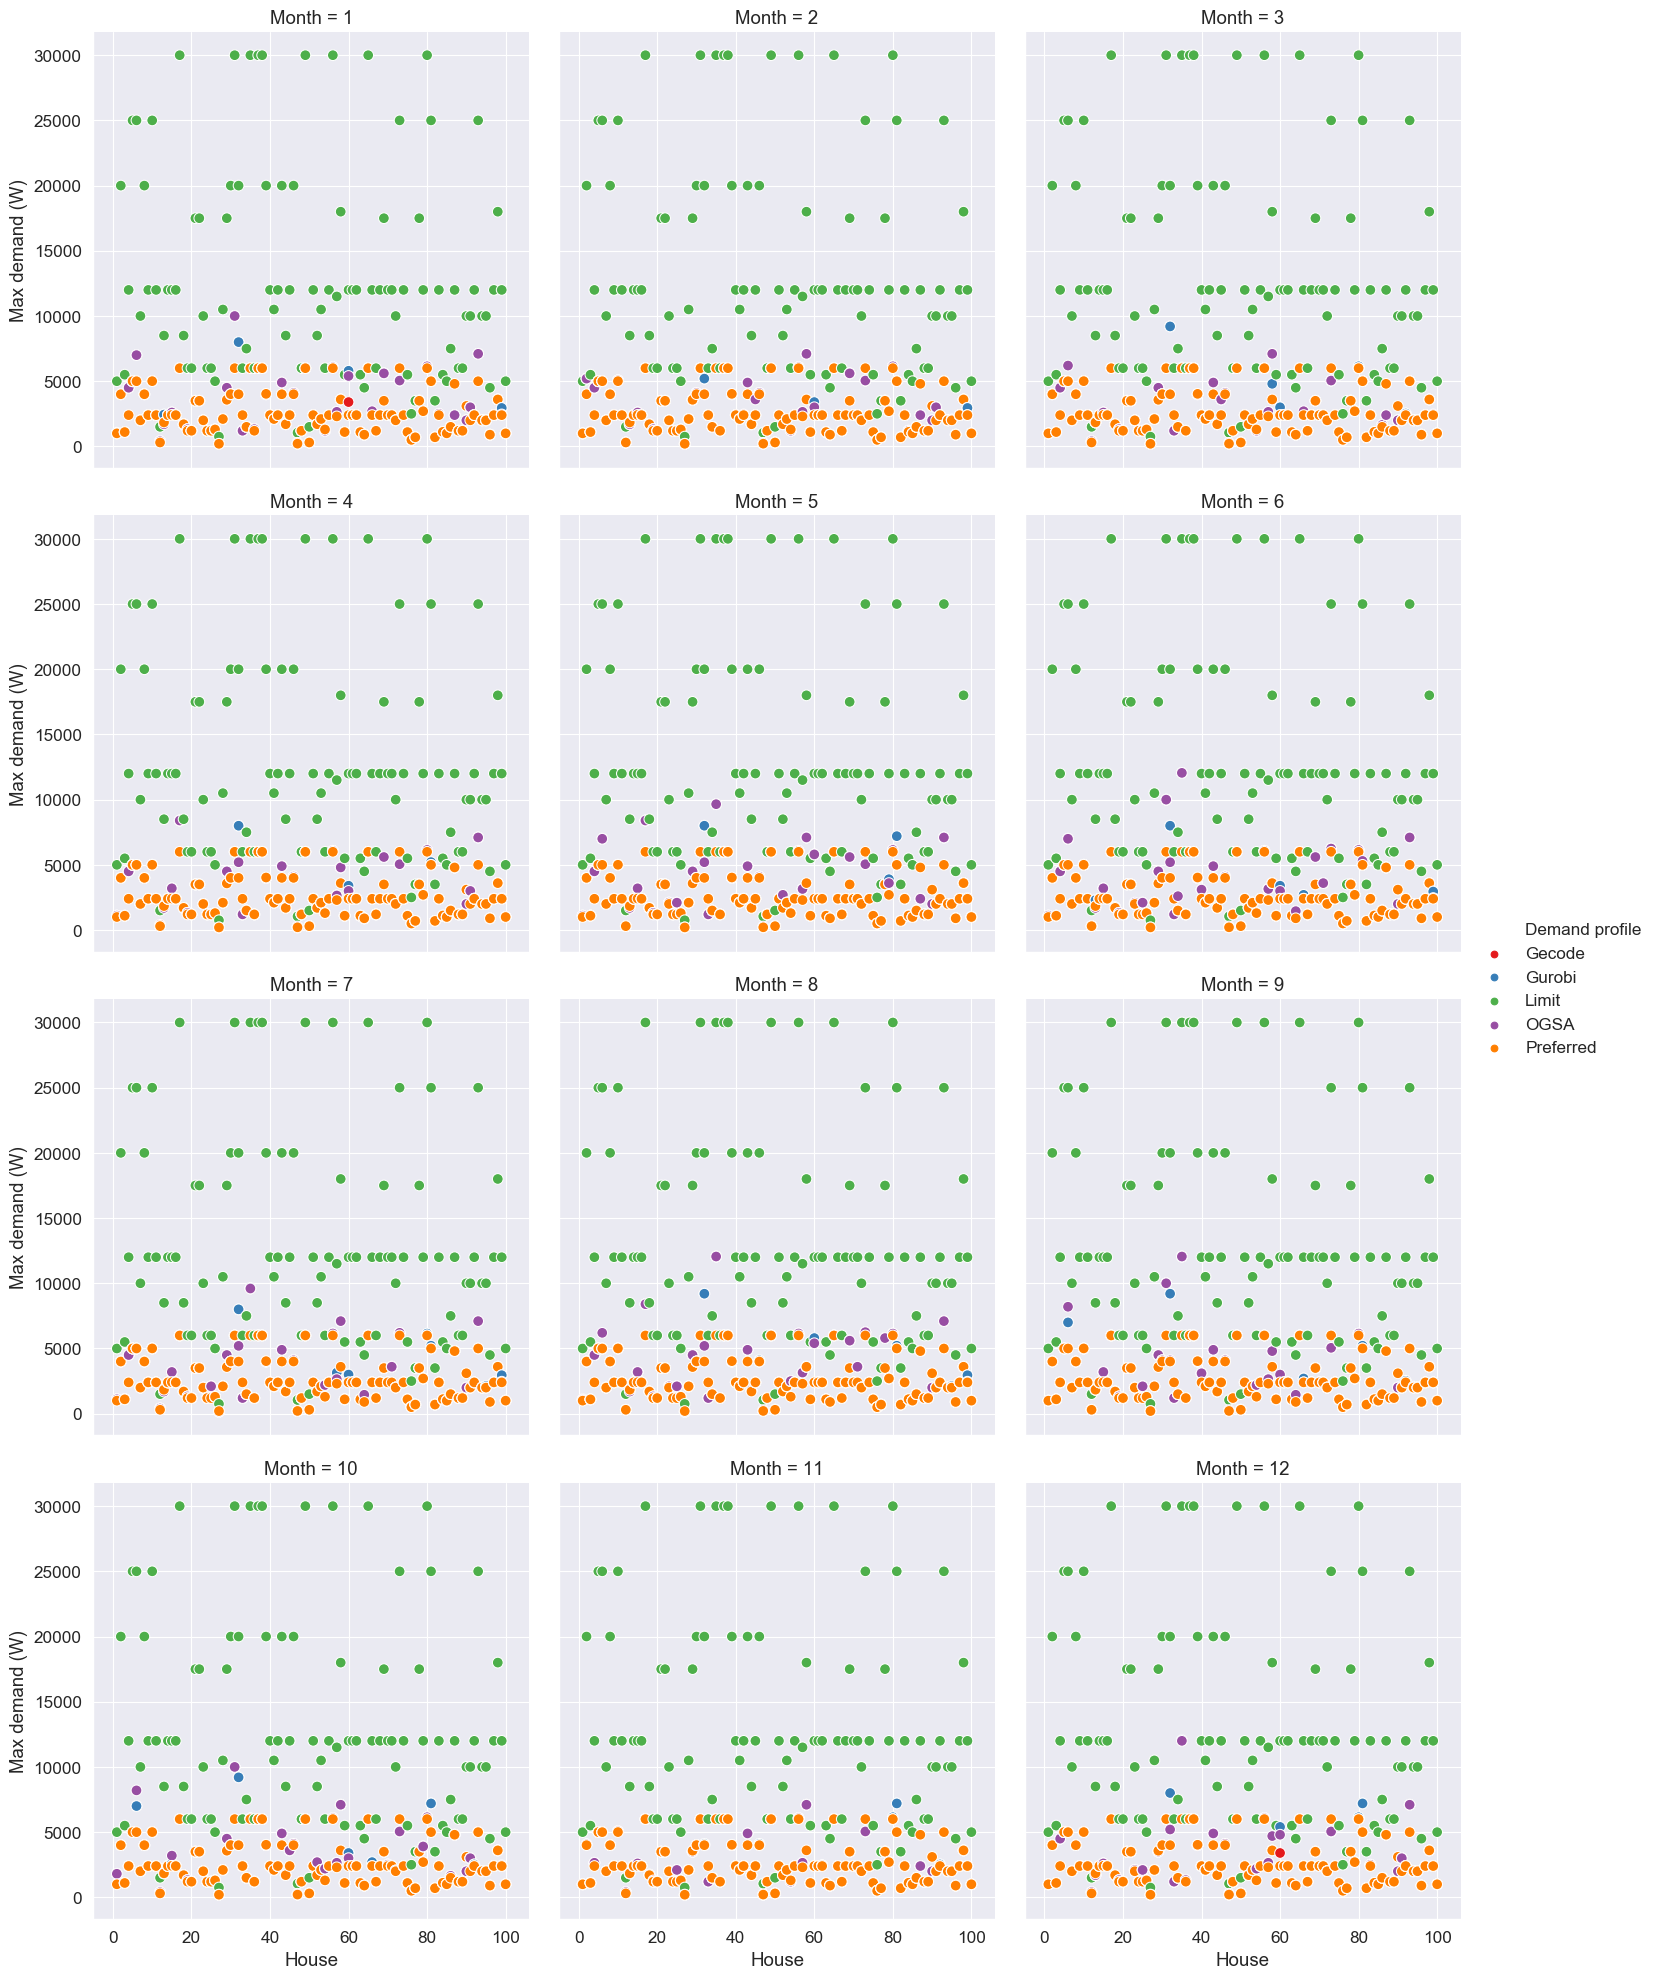 Month = 1
Month = 2
Month = 3
Max demand (W)
30000
25000
20000
15000
10000
5000
0
Month = 4
Month = 5
Month = 6
Max demand (W)
30000
25000
20000
15000
10000
5000
0
Demand profile
Gecode
Gurobi
Limit
OGSA
Preferred
Month = 7
Month = 8
Month = 9
Max demand (W)
30000
25000
20000
15000
10000
5000
0
Month = 10
Month = 11
Month = 12
Max demand (W)
30000
25000
20000
15000
10000
5000
0
0 20 40 60 80 100
0 20 40 60 80 100
0 20 40 60 80 100
House
House
House